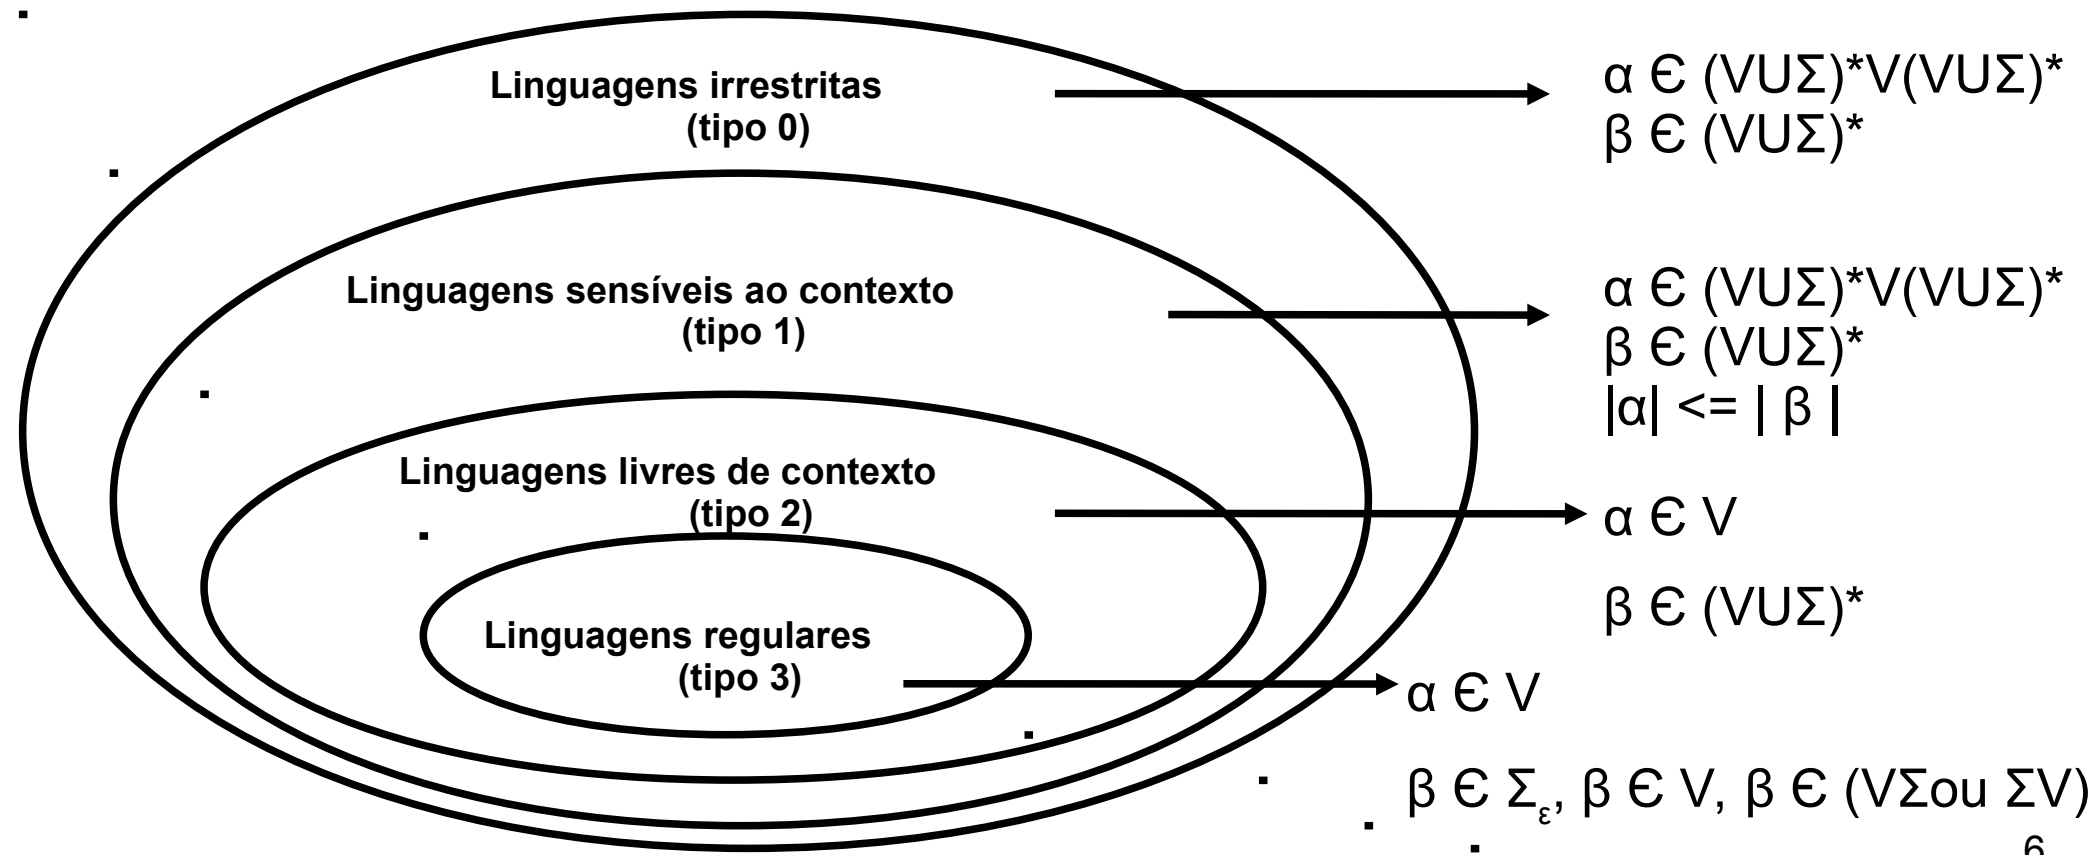 Linguagens irrestritas
(tipo 0)
α Є (VUΣ)*V(VUΣ)*
β Є (VUΣ)*
Linguagens sensíveis ao contexto
(tipo 1)
α Є (VUΣ)*V(VUΣ)*
β Є (VUΣ)*
|α| <= | β |
Linguagens livres de contexto
(tipo 2)
α Є V
β Є (VUΣ)*
Linguagens regulares
(tipo 3)
α Є V
β Є Σε, β Є V, β Є (VΣou ΣV)
6